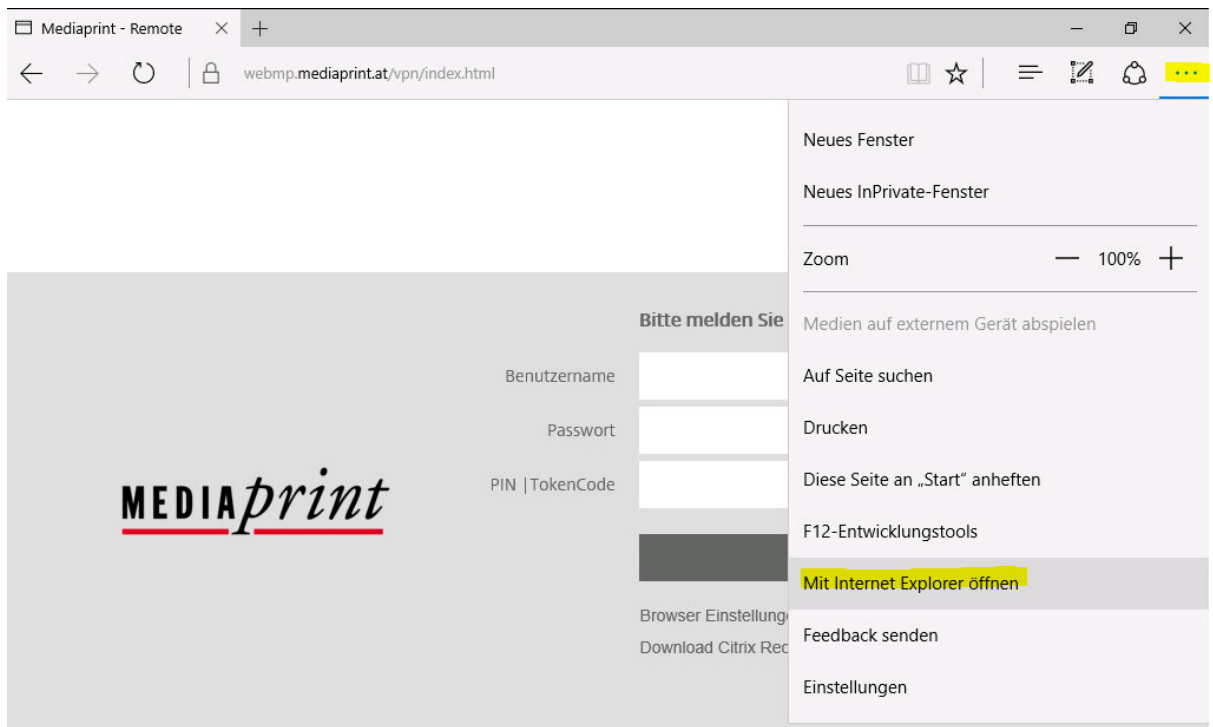 Mediaprint - Remote
webmp.mediaprint.at/vpn/index.html
Neues Fenster
Neues InPrivate-Fenster
Zoom 100%
Medien auf externem Gerät abspielen
Auf Seite suchen
Drucken
Diese Seite an „Start“ anheften
F12-Entwicklungstools
Mit Internet Explorer öffnen
Feedback senden
Einstellungen
Bitte melden Sie
Benutzername
Passwort
PIN |TokenCode
MEDIAprint
Browser Einstellung
Download Citrix Rec